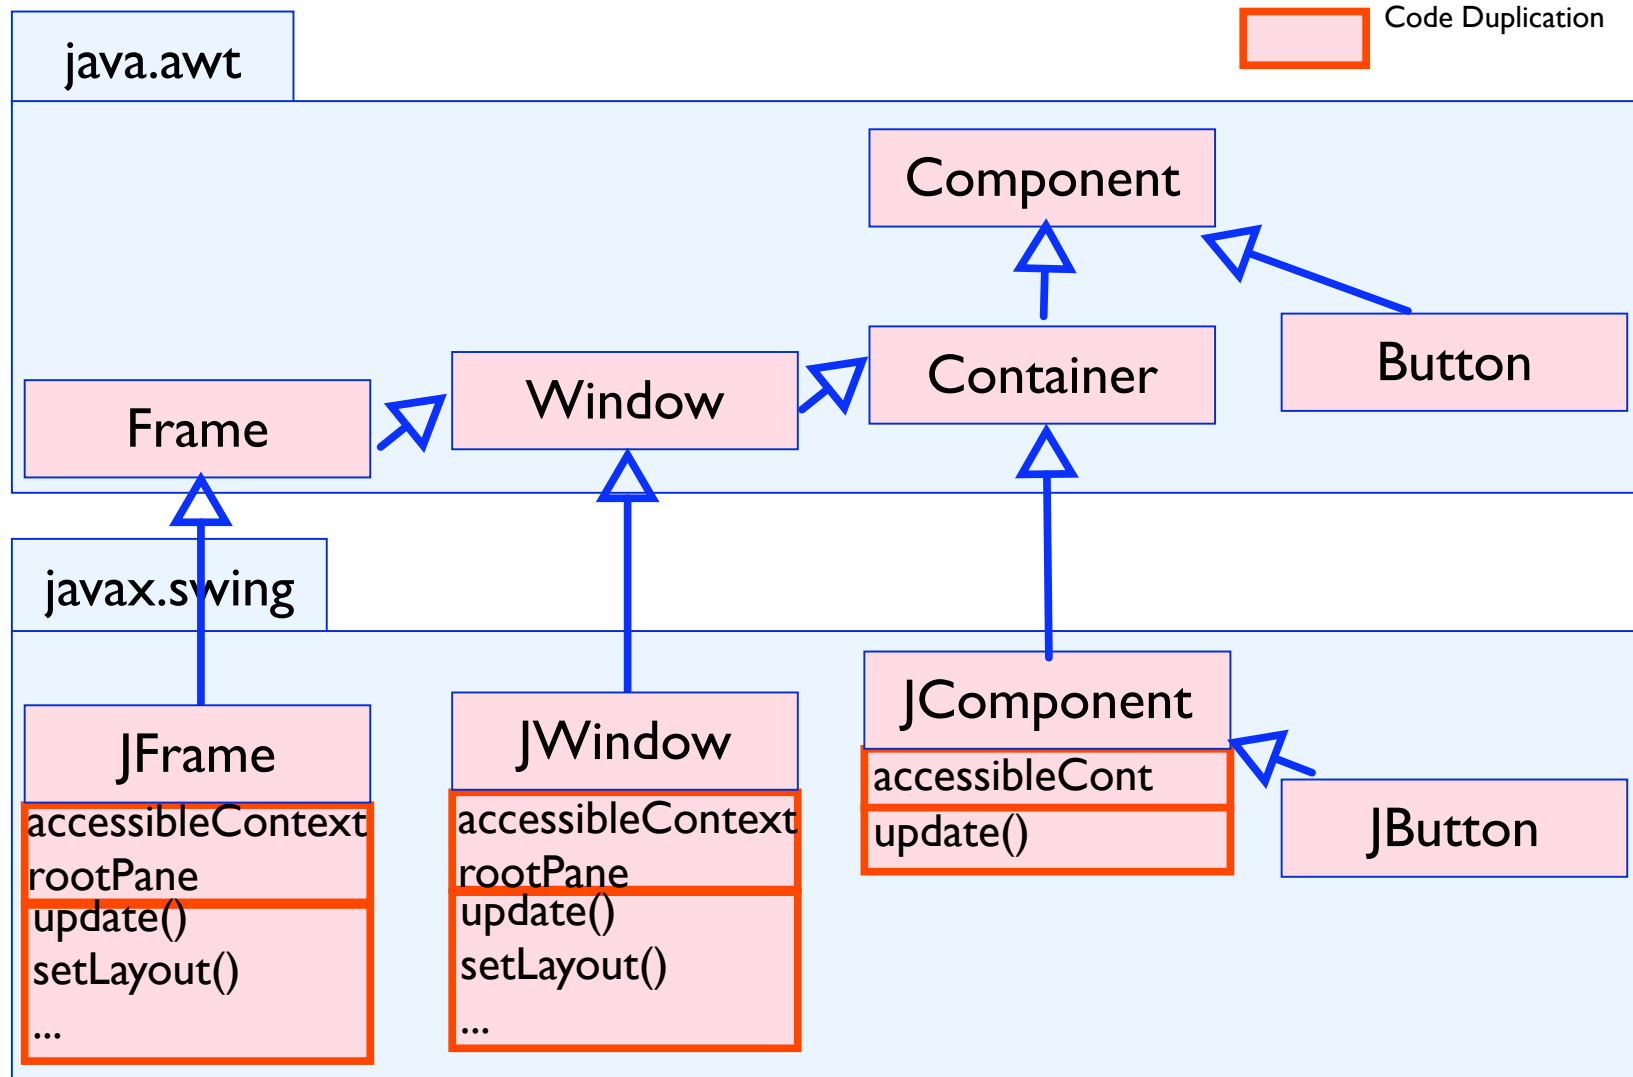 Code Duplication
java.awt
Component
Container
Button
Window
Frame
javax.swing
JFrame
accessibleContext
rootPane
update()
setLayout()
...
JWindow
accessibleContext
rootPane
update()
setLayout()
...
JComponent
accessibleCont
update()
JButton